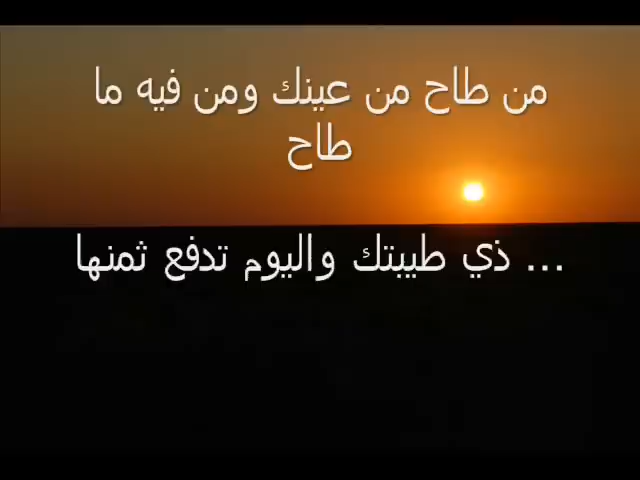 من طاح من عينك ومن فيه ما
طاح
... ذي طيبتك واليوم تدفع ثمنها